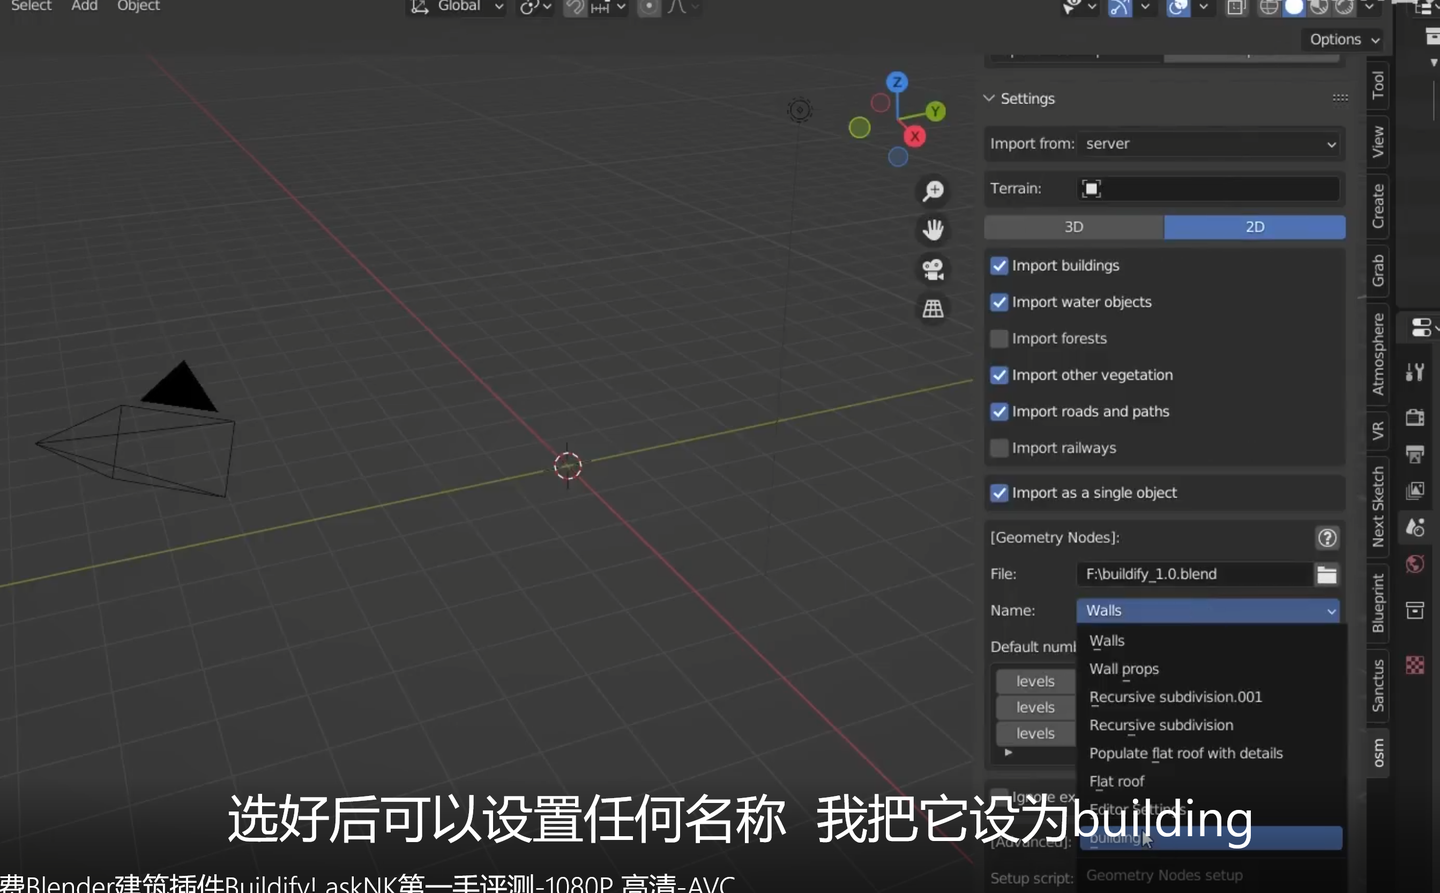 Select Add Object
Global
Options
Z
Y
X
Settings
Import from: server
Terrain:
3D 2D
Import buildings
Import water objects
Import forests
Import other vegetation
Import roads and paths
Import railways
Import as a single object
[Geometry Nodes]:
File: F:\buildify_1.0.blend
Name: Walls
Default numb
levels
levels
levels
Walls
Wall props
Recursive subdivision.001
Recursive subdivision
Populate flat roof with details
Flat roof
Editor Settings
building
Ignore ex
[Advanced]:
Setup script: Geometry Nodes setup
Tool
View
Create
Grab
Atmosphere
VR
Next Sketch
Blueprint
Sanctus
osm
选好后可以设置任何名称 我把它设为building
费Blender建筑插件Buildify! askNK第一手评测-1080P 高清-AVC